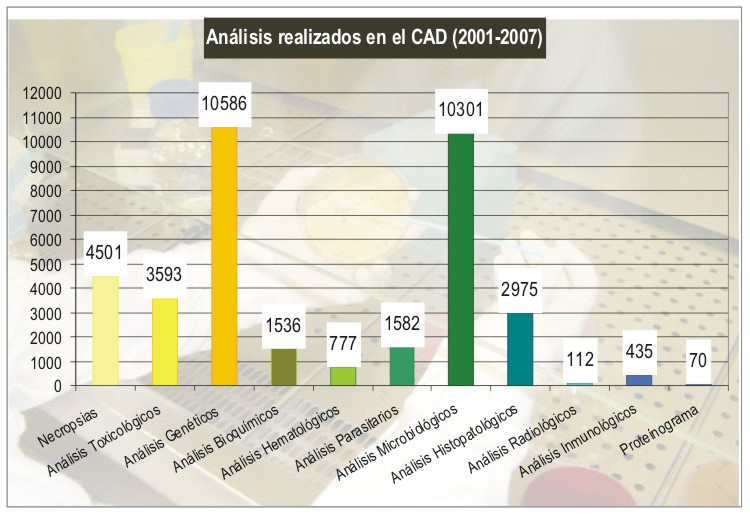 Análisis realizados en el CAD (2001-2007)
12000
11000
10000
9000
8000
7000
6000
5000
4000
3000
2000
1000
0
4501
3593
10586
1536
777
1582
10301
2975
112
435
70
Necropsias
Análisis Toxicológicos
Análisis Genéticos
Análisis Bioquímicos
Análisis Hematológicos
Análisis Parasitarios
Análisis Microbiológicos
Análisis Histopatológicos
Análisis Radiológicos
Análisis Inmunológicos
Proteinograma